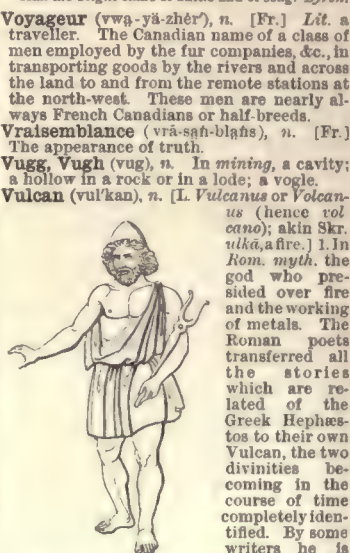 Voyageur (vwạ-yä-zhėr′), n. [Fr.] Lit. a
traveller. The Canadian name of a class of
men employed by the fur companies, &c., in
transporting goods by the rivers and across
the land to and from the remote stations at
the north-west. These men are nearly al-
ways French Canadians or half-breeds.
Vraisemblance (vrā-saṅ-blaṅs), n. [Fr.]
The appearance of truth.
Vugg, Vugh (vug), n. In mining, a cavity;
a hollow in a rock or in a lode; a vogle.
Vulcan (vul′kan), n. [L. Vulcanus or Volcan-
us (hence vol
cano); akin Skr.
ulkā, a fire.] 1. In
Rom. myth. the
god who pre-
sided over fire
and the working
of metals. The
Roman poets
transferred all
the stories
which are re-
lated of the
Greek Hephæs-
tos to their own
Vulcan, the two
divinities be-
coming in the
course of time
completely iden-
tified. By some
writers he is